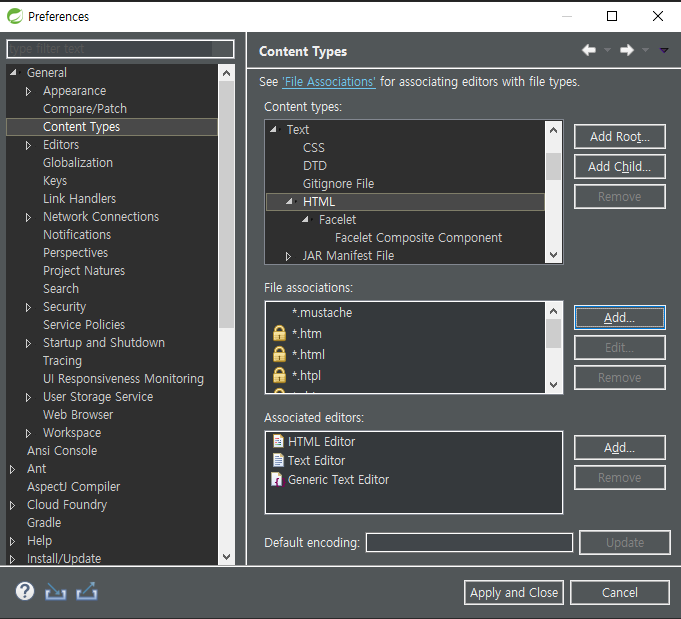 Preferences
type filter text
General
Appearance
Compare/Patch
Content Types
Editors
Globalization
Keys
Link Handlers
Network Connections
Notifications
Perspectives
Project Natures
Search
Security
Service Policies
Startup and Shutdown
Tracing
UI Responsiveness Monitoring
User Storage Service
Web Browser
Workspace
Ansi Console
Ant
AspectJ Compiler
Cloud Foundry
Gradle
Help
Install/Update
Content Types
See 'File Associations' for associating editors with file types.
Content types:
Text
CSS
DTD
Gitignore File
HTML
Facelet
Facelet Composite Component
JAR Manifest File
Add Root...
Add Child...
Remove
File associations:
*.mustache
*.htm
*.html
*.htpl
Add...
Edit...
Remove
Associated editors:
HTML Editor
Text Editor
Generic Text Editor
Add...
Remove
Default encoding:
Update
Apply and Close
Cancel